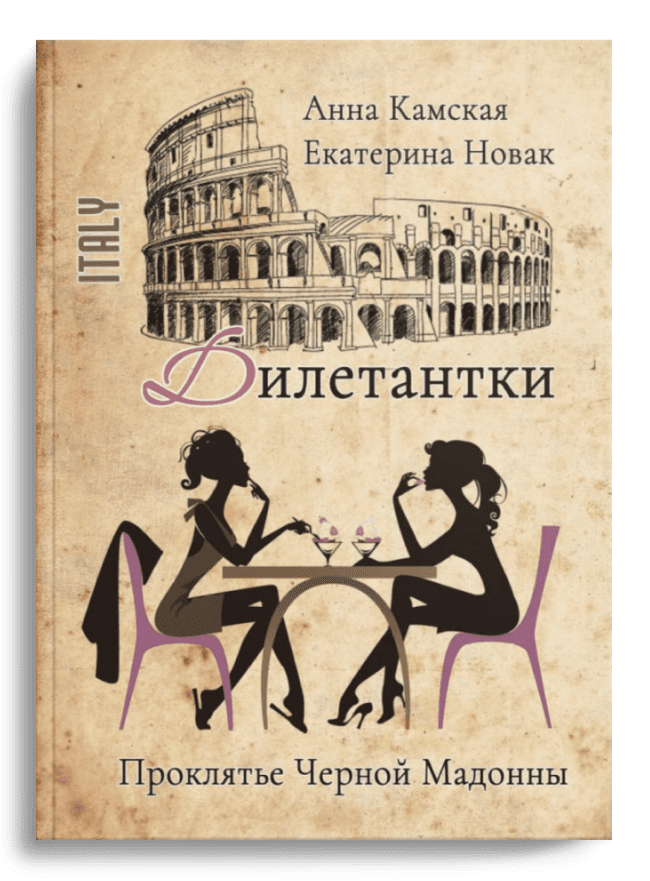 Анна Камская
Екатерина Новак
ITALY
Дилетантки
Проклятье Черной Мадонны